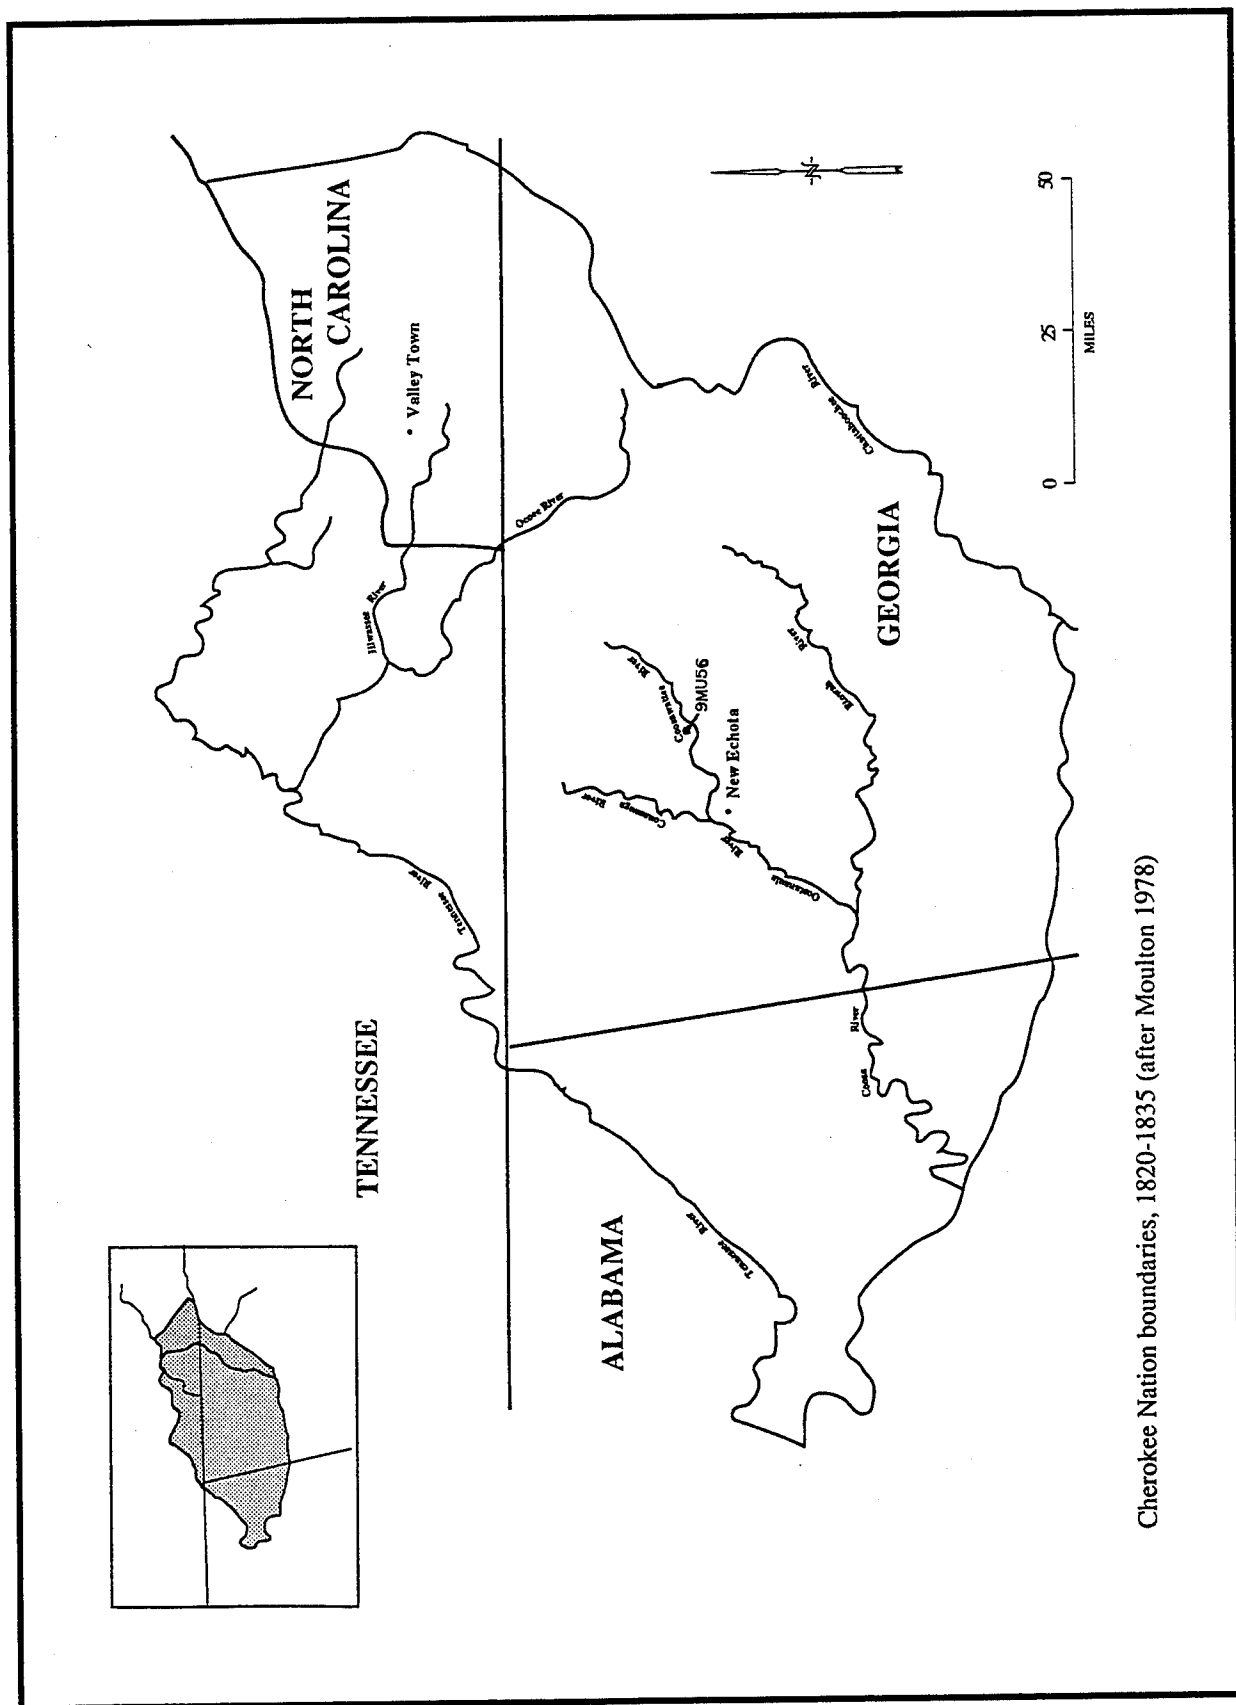 NORTH
CAROLINA
TENNESSEE
Valley Town
Hiwassee River
Ocoee River
Tennessee River
ALABAMA
Tennessee River
Conasauga River
Coosawattee River
9MU56
New Echota
Oostanaula River
Etowah River
GEORGIA
Chattahoochee River
Coosa River
N
0 25 50
MILES
Cherokee Nation boundaries, 1820-1835 (after Moulton 1978)